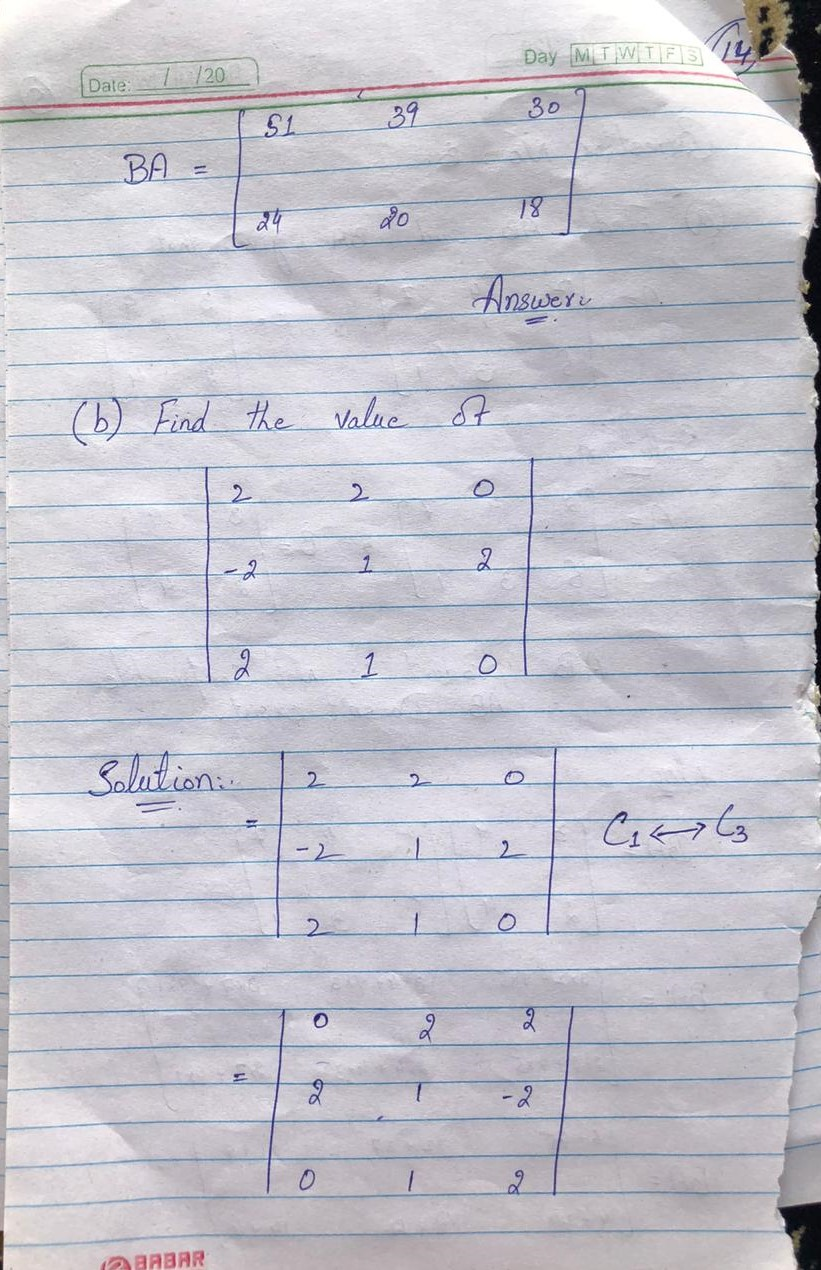 Day M T W T F S (14)
Date: / /20
51 39 30
BA =
24 20 18
Answer:
(b) Find the value of
2 2 0
-2 1 2
2 1 0
Solution:
2 2 0
= C1 ↔ C3
-2 1 2
2 1 0
0 2 2
=
2 1 -2
0 1 2
BABAR